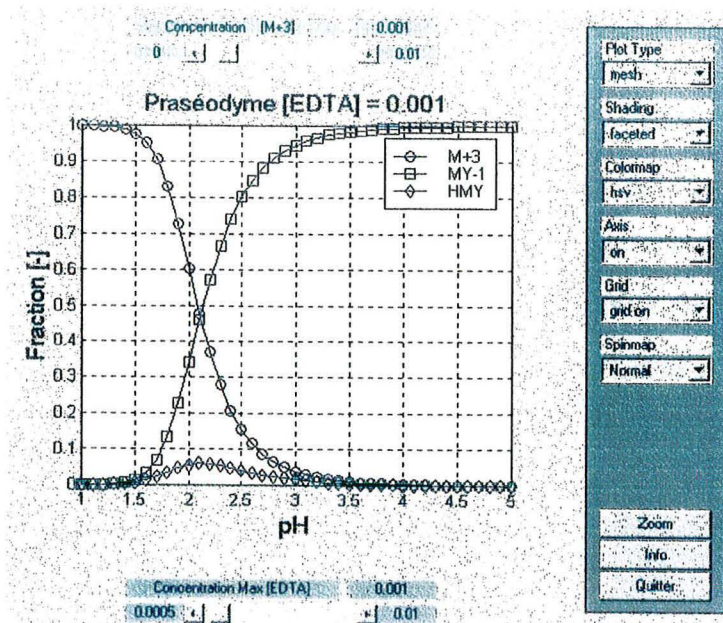 Concentration [M+3] 0.001
0 0.01
Praséodyme [EDTA] = 0.001
Fraction [-]
1
0.9
0.8
0.7
0.6
0.5
0.4
0.3
0.2
0.1
0
1 1.5 2 2.5 3 3.5 4 4.5 5
pH
M+3
MY-1
HMY
Concentration Max [EDTA] 0.001
0.0005 0.01
Plot Type
mesh
Shading
faceted
Colormap
hsv
Axis
on
Grid
grid on
Spinmap
Normal
Zoom
Info
Quitter